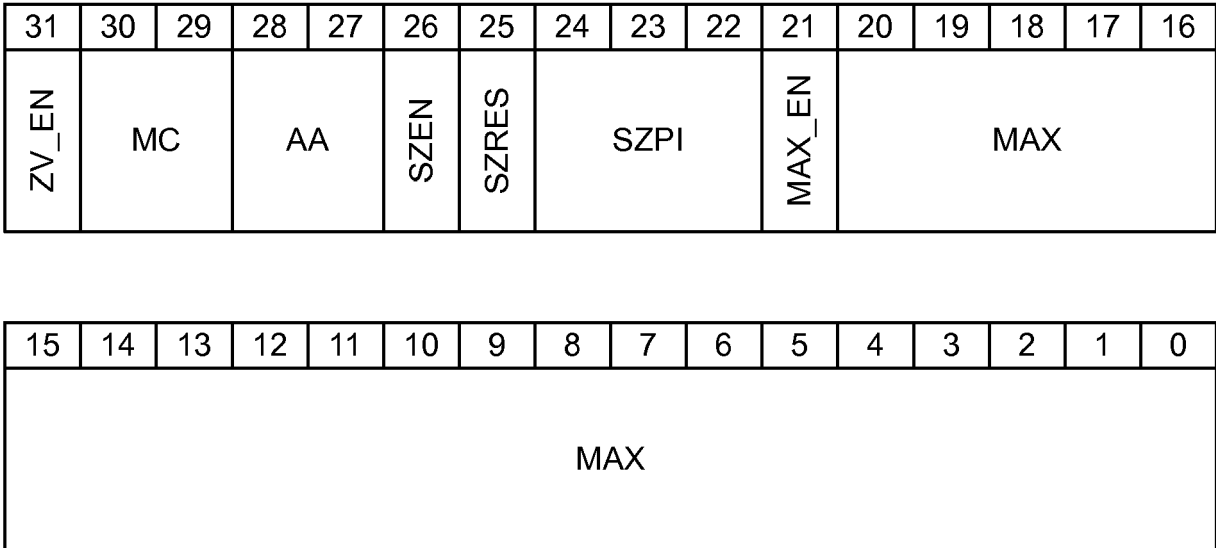 31 30 29 28 27 26 25 24 23 22 21 20 19 18 17 16
ZV_EN MC AA SZEN SZRES SZPI MAX_EN MAX
15 14 13 12 11 10 9 8 7 6 5 4 3 2 1 0
MAX